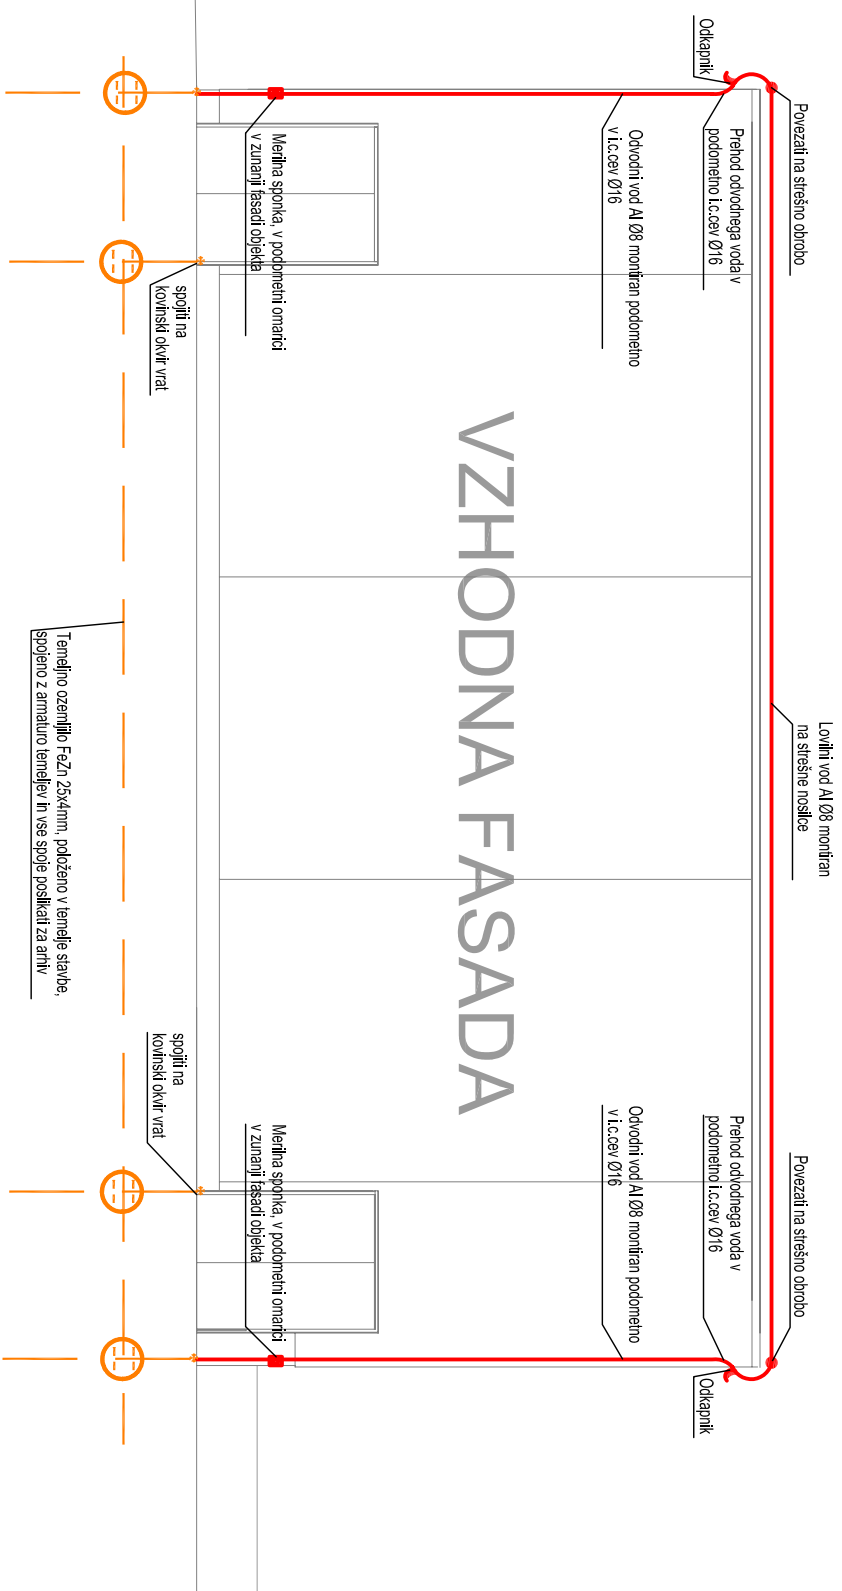 Lovilni vod Al Ø8 montiran
na strešne nosilce
Povezati na strešno obrobo
Povezati na strešno obrobo
Odkapnik
Prehod odvodnega voda v
podometno i.c.cev Ø16
Prehod odvodnega voda v
podometno i.c.cev Ø16
Odkapnik
Odvodni vod Al Ø8 montiran podometno
v i.c.cev Ø16
Odvodni vod Al Ø8 montiran podometno
v i.c.cev Ø16
VZHODNA FASADA
Merilna sponka, v podometni omarici
v zunanji fasadi objekta
Merilna sponka, v podometni omarici
v zunanji fasadi objekta
spojiti na
kovinski okvir vrat
spojiti na
kovinski okvir vrat
Temeljno ozemljilo FeZn 25x4mm, položeno v temelje stavbe,
spojeno z armaturo temeljev in vse spoje poslikati za arhiv